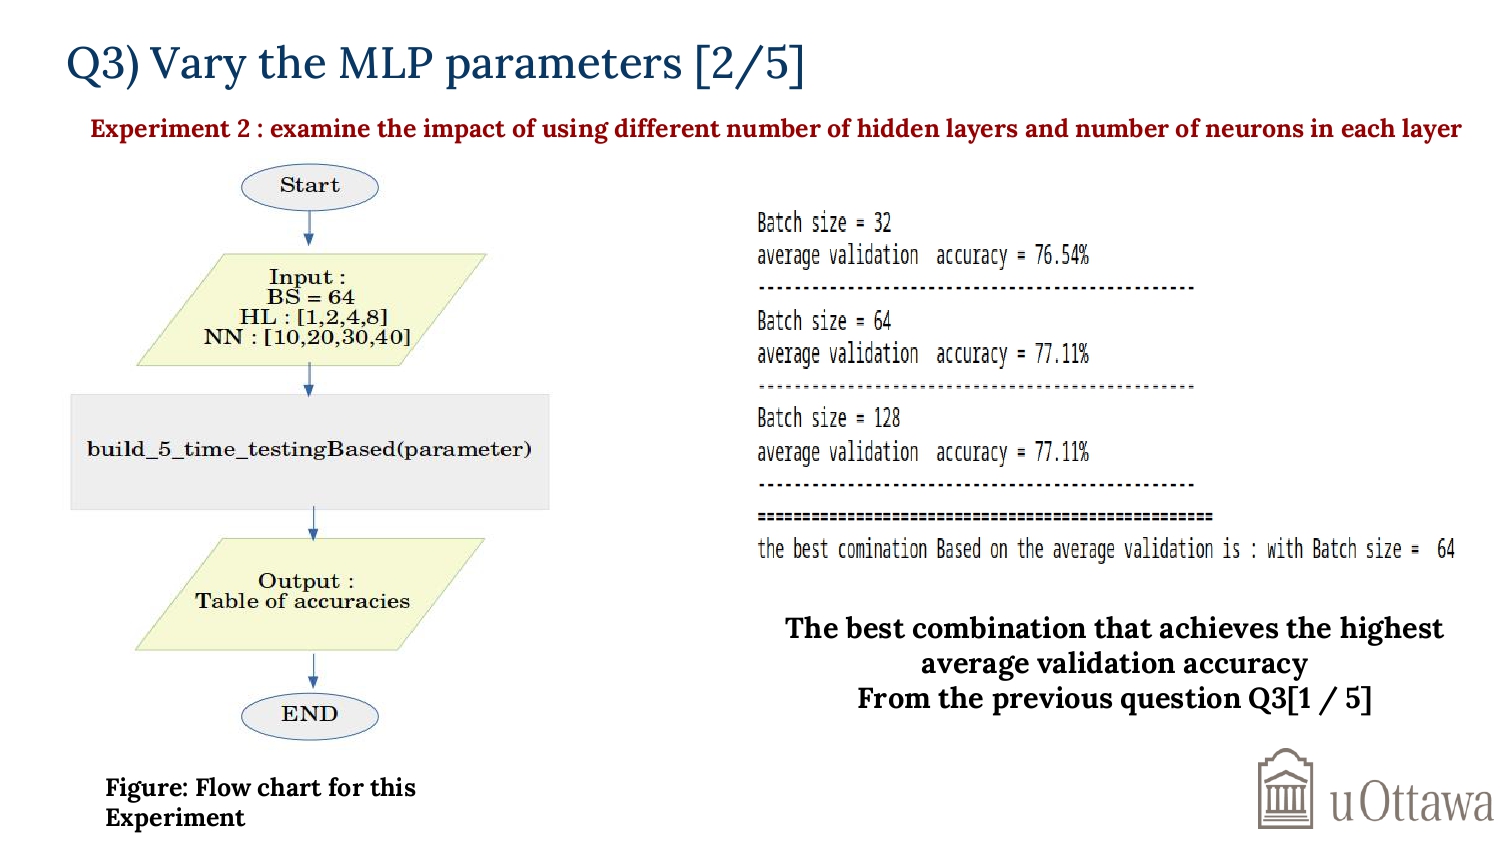 Q3) Vary the MLP parameters [2/5]
Experiment 2 : examine the impact of using different number of hidden layers and number of neurons in each layer
Start
Input :
BS = 64
HL : [1,2,4,8]
NN : [10,20,30,40]
build_5_time_testingBased(parameter)
Output :
Table of accuracies
END
Figure: Flow chart for this
Experiment
Batch size = 32
average validation  accuracy = 76.54%
------------------------------------------------
Batch size = 64
average validation  accuracy = 77.11%
------------------------------------------------
Batch size = 128
average validation  accuracy = 77.11%
------------------------------------------------
==================================================
the best comination Based on the average validation is : with Batch size =  64
The best combination that achieves the highest
average validation accuracy
From the previous question Q3[1 / 5]
uOttawa